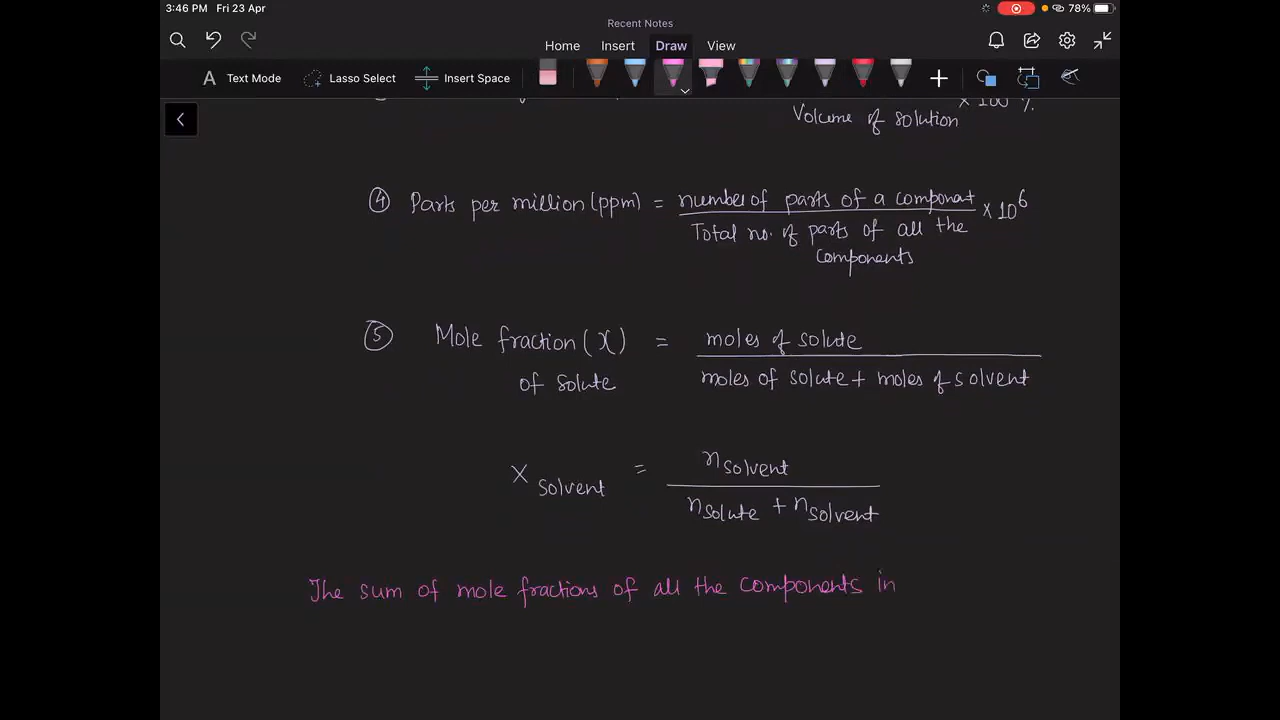 3:46 PM Fri 23 Apr
78%
Recent Notes
Home Insert Draw View
Text Mode Lasso Select Insert Space
× 100 %
Volume of solution
④ Parts per million (ppm) = number of parts of a component × 10⁶
Total no. of parts of all the
components
⑤ Mole fraction (X) = moles of solute
of solute moles of solute + moles of solvent
X solvent = n solvent
n solute + n solvent
The sum of mole fractions of all the components in